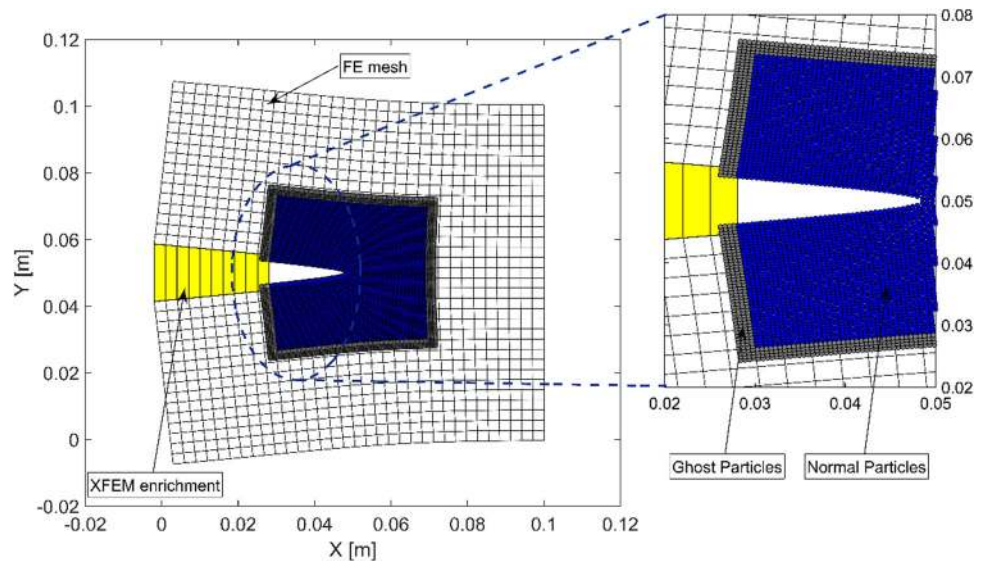 0.12
FE mesh
0.1
0.08
0.06
0.04
0.02
0
-0.02
Y [m]
XFEM enrichment
-0.02 0 0.02 0.04 0.06 0.08 0.1 0.12
X [m]
0.08
0.07
0.06
0.05
0.04
0.03
0.02
0.02 0.03 0.04 0.05
Ghost Particles
Normal Particles